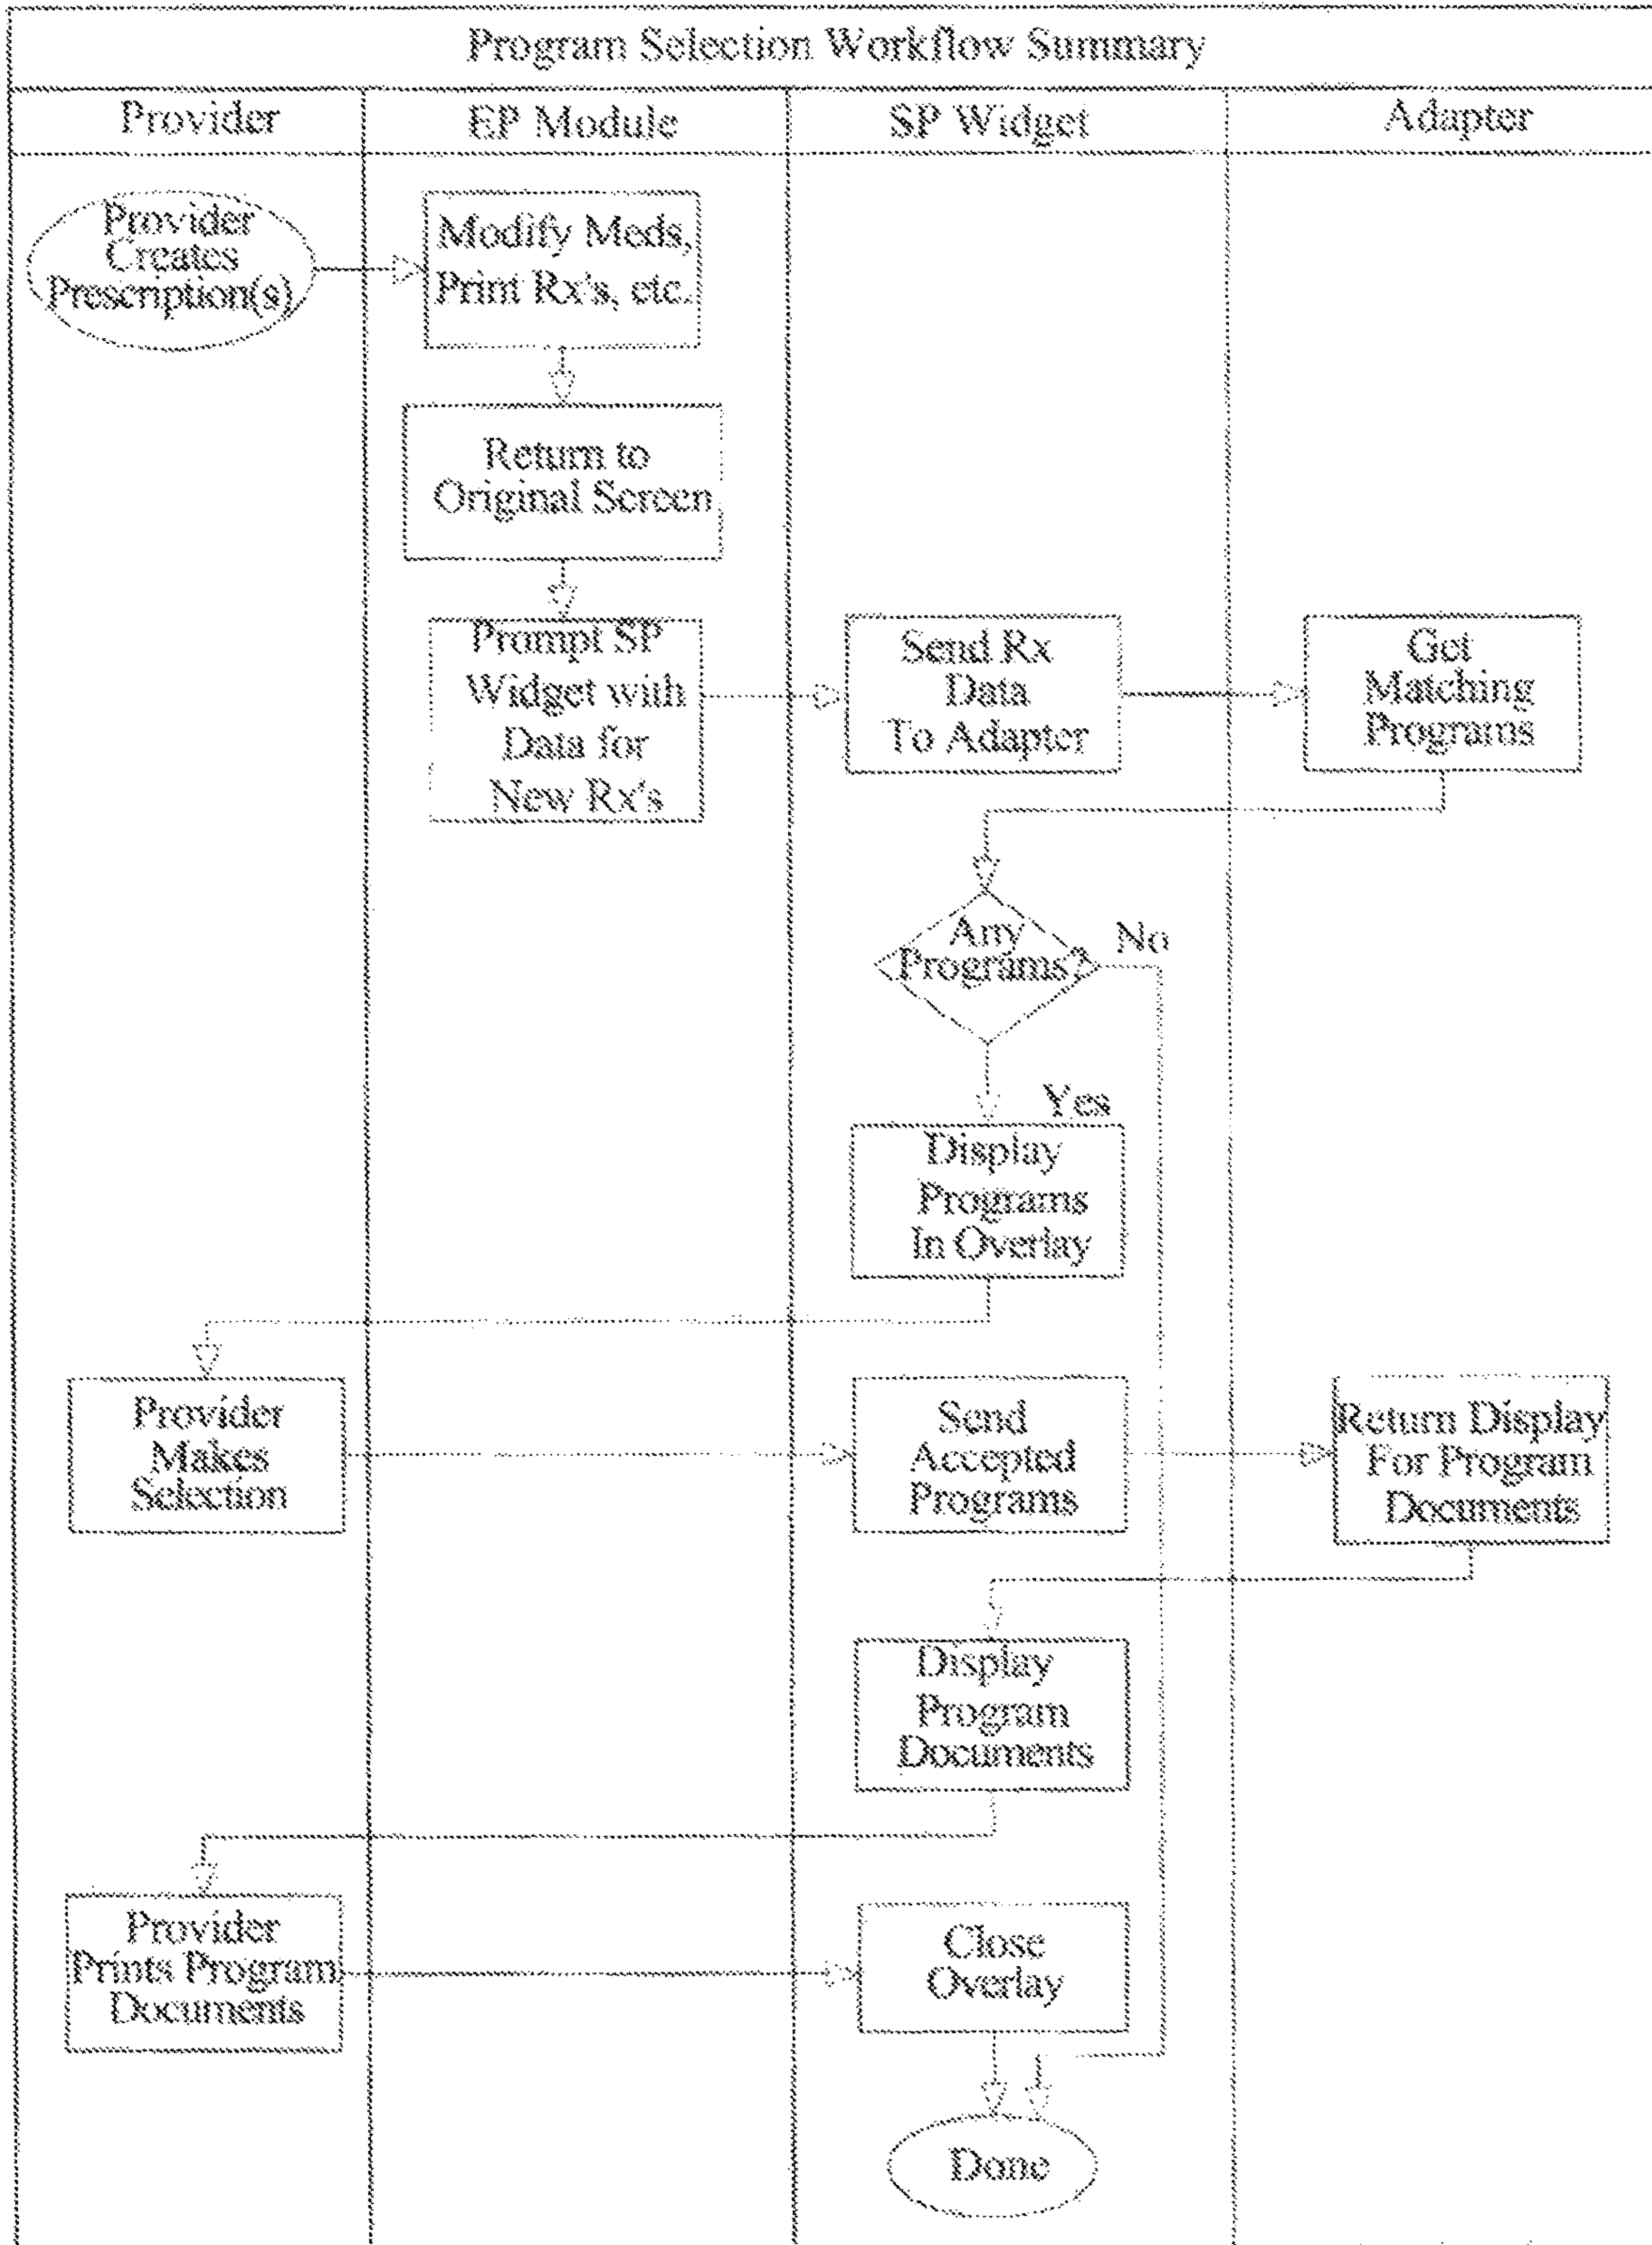 Program Selection Workflow Summary
Provider
EP Module
SP Widget
Adapter
Provider
Creates
Prescription(s)
Modify Meds,
Print Rx's, etc.
Return to
Original Screen
Prompt SP
Widget with
Data for
New Rx's
Send Rx
Data
To Adapter
Get
Matching
Programs
Any
Programs?
No
Yes
Display
Programs
In Overlay
Provider
Makes
Selection
Send
Accepted
Programs
Return Display
For Program
Documents
Display
Program
Documents
Provider
Prints Program
Documents
Close
Overlay
Done